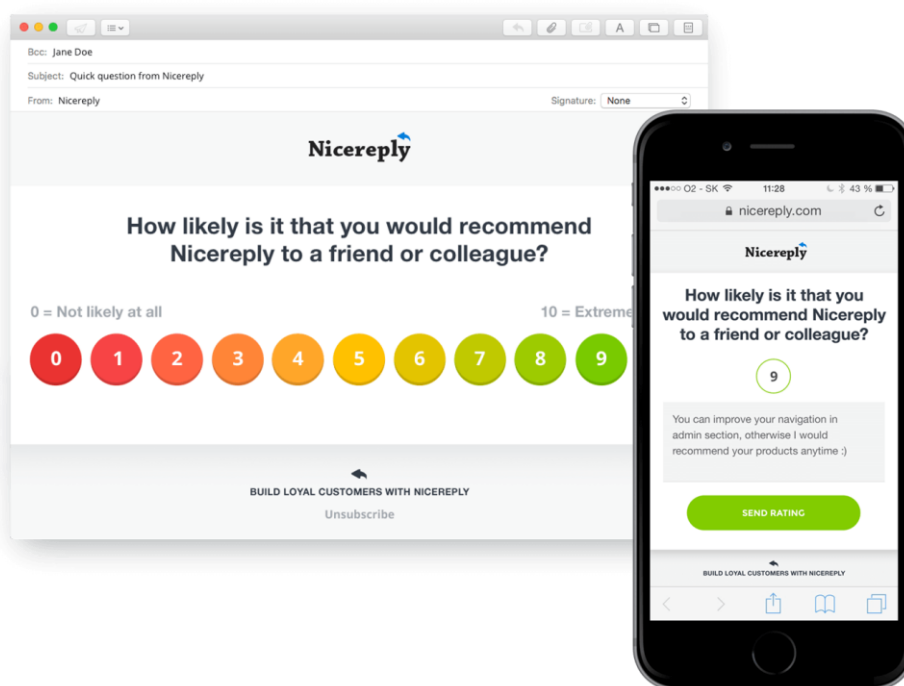 Bcc: Jane Doe
Subject: Quick question from Nicereply
From: Nicereply
Signature: None
A
Nicereply
How likely is it that you would recommend
Nicereply to a friend or colleague?
0 = Not likely at all
10 = Extreme
0 1 2 3 4 5 6 7 8 9
BUILD LOYAL CUSTOMERS WITH NICEREPLY
Unsubscribe
O2 - SK 11:28 43 %
nicereply.com
Nicereply
How likely is it that you
would recommend Nicereply
to a friend or colleague?
9
You can improve your navigation in
admin section, otherwise I would
recommend your products anytime :)
SEND RATING
BUILD LOYAL CUSTOMERS WITH NICEREPLY